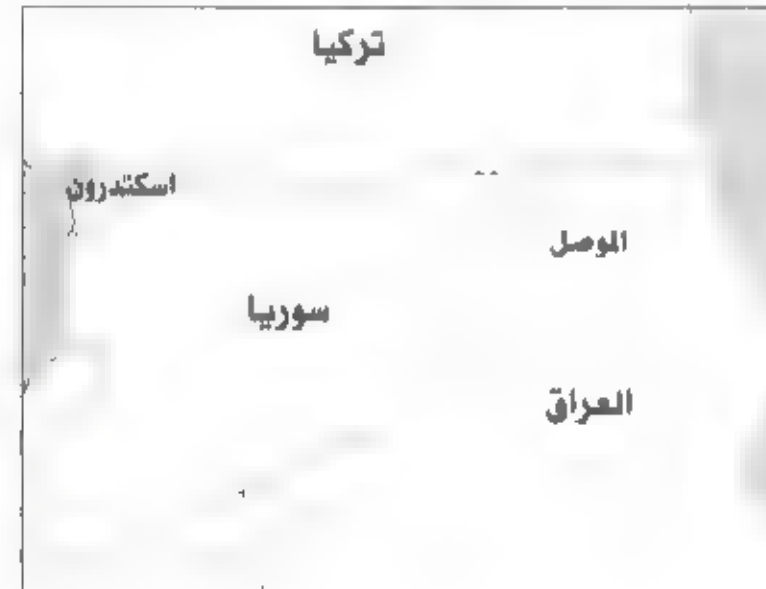 تركيا
اسكندرون
الموصل
سوريا
العراق